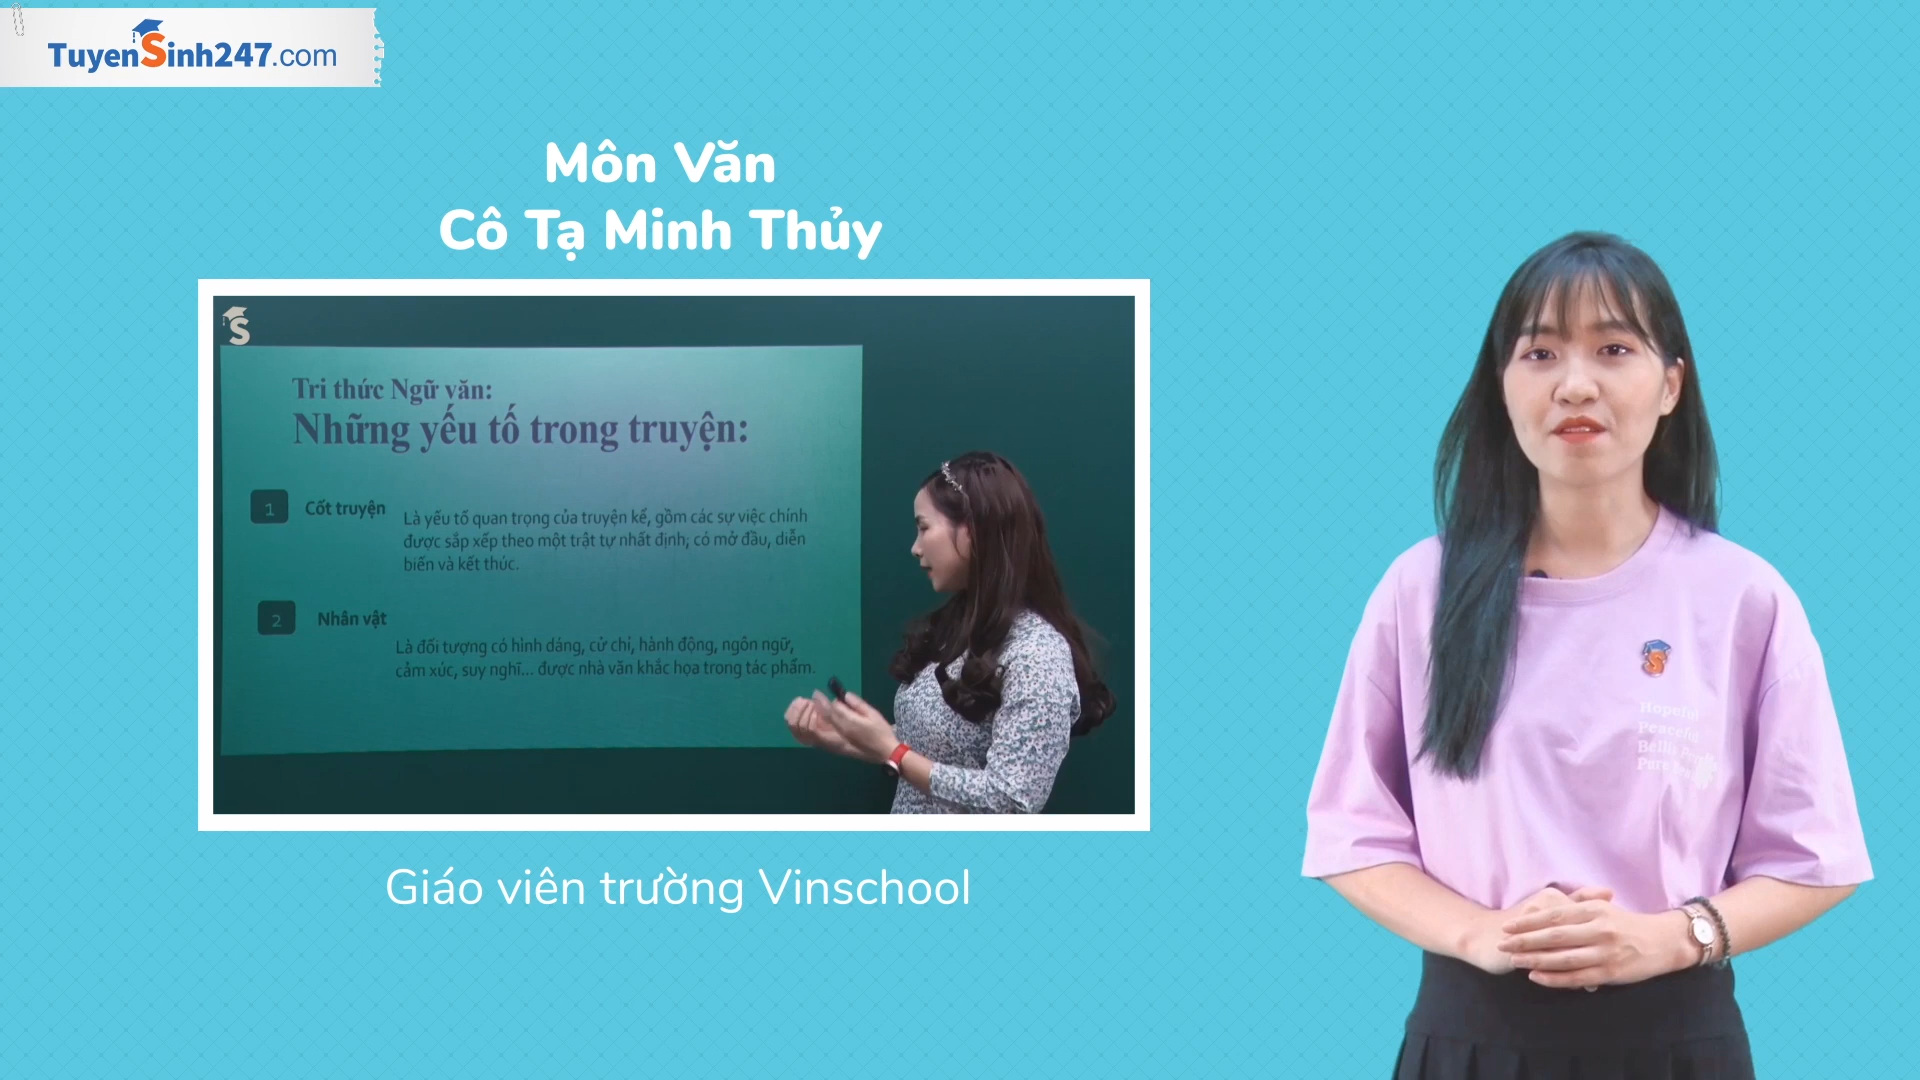 TuyenSinh247.com
Môn Văn
Cô Tạ Minh Thủy
S
Tri thức Ngữ văn:
Những yếu tố trong truyện:
1 Cốt truyện
Là yếu tố quan trọng của truyện kể, gồm các sự việc chính
được sắp xếp theo một trật tự nhất định; có mở đầu, diễn
biến và kết thúc.
2 Nhân vật
Là đối tượng có hình dáng, cử chỉ, hành động, ngôn ngữ,
cảm xúc, suy nghĩ... được nhà văn khắc họa trong tác phẩm.
Giáo viên trường Vinschool
S
Hopeful
Peaceful